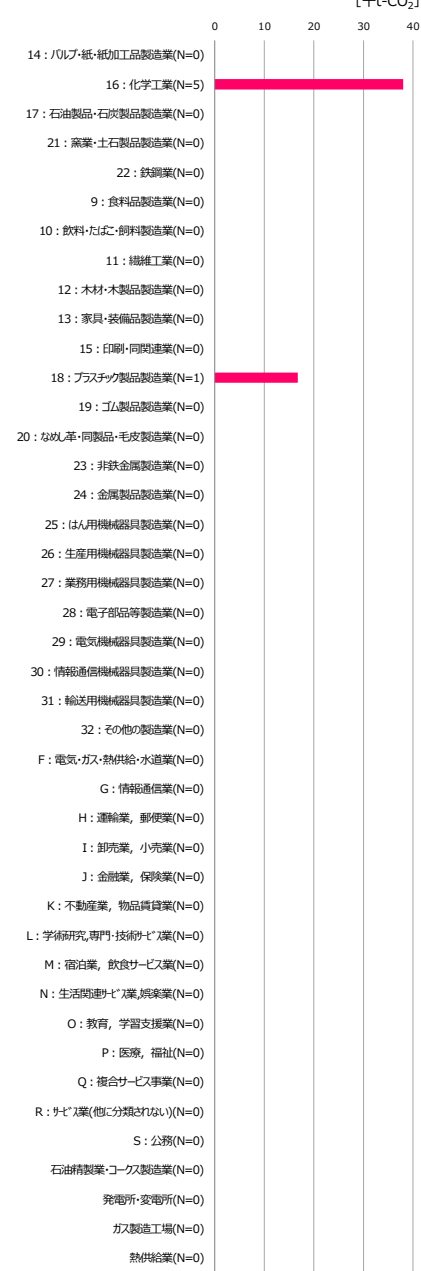 [千t-CO₂]
0 10 20 30 40
14：パルプ・紙・紙加工品製造業(N=0)
16：化学工業(N=5)
17：石油製品・石炭製品製造業(N=0)
21：窯業・土石製品製造業(N=0)
22：鉄鋼業(N=0)
9：食料品製造業(N=0)
10：飲料・たばこ・飼料製造業(N=0)
11：繊維工業(N=0)
12：木材・木製品製造業(N=0)
13：家具・装備品製造業(N=0)
15：印刷・同関連業(N=0)
18：プラスチック製品製造業(N=1)
19：ゴム製品製造業(N=0)
20：なめし革・同製品・毛皮製造業(N=0)
23：非鉄金属製造業(N=0)
24：金属製品製造業(N=0)
25：はん用機械器具製造業(N=0)
26：生産用機械器具製造業(N=0)
27：業務用機械器具製造業(N=0)
28：電子部品等製造業(N=0)
29：電気機械器具製造業(N=0)
30：情報通信機械器具製造業(N=0)
31：輸送用機械器具製造業(N=0)
32：その他の製造業(N=0)
F：電気・ガス・熱供給・水道業(N=0)
G：情報通信業(N=0)
H：運輸業，郵便業(N=0)
I：卸売業，小売業(N=0)
J：金融業，保険業(N=0)
K：不動産業，物品賃貸業(N=0)
L：学術研究,専門・技術ｻｰﾋﾞｽ業(N=0)
M：宿泊業，飲食サービス業(N=0)
N：生活関連ｻｰﾋﾞｽ業,娯楽業(N=0)
O：教育，学習支援業(N=0)
P：医療，福祉(N=0)
Q：複合サービス事業(N=0)
R：ｻｰﾋﾞｽ業(他に分類されない)(N=0)
S：公務(N=0)
石油精製業・コークス製造業(N=0)
発電所・変電所(N=0)
ガス製造工場(N=0)
熱供給業(N=0)